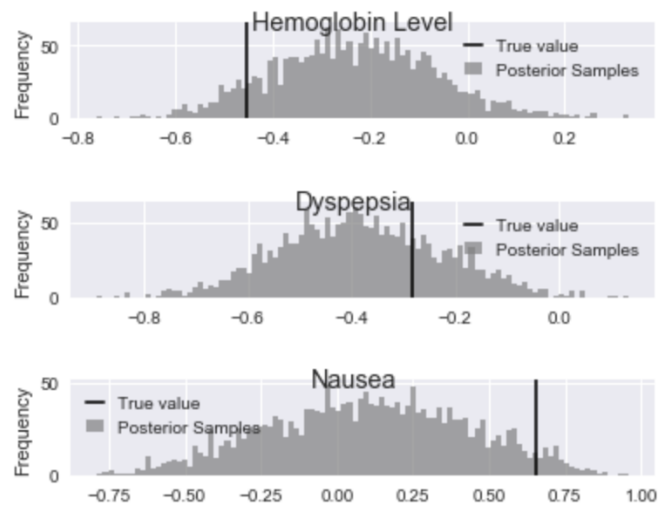 Hemoglobin Level
Frequency
50
0
True value
Posterior Samples
−0.8 −0.6 −0.4 −0.2 0.0 0.2
Dyspepsia
Frequency
50
0
True value
Posterior Samples
−0.8 −0.6 −0.4 −0.2 0.0
Nausea
Frequency
50
0
True value
Posterior Samples
−0.75 −0.50 −0.25 0.00 0.25 0.50 0.75 1.00